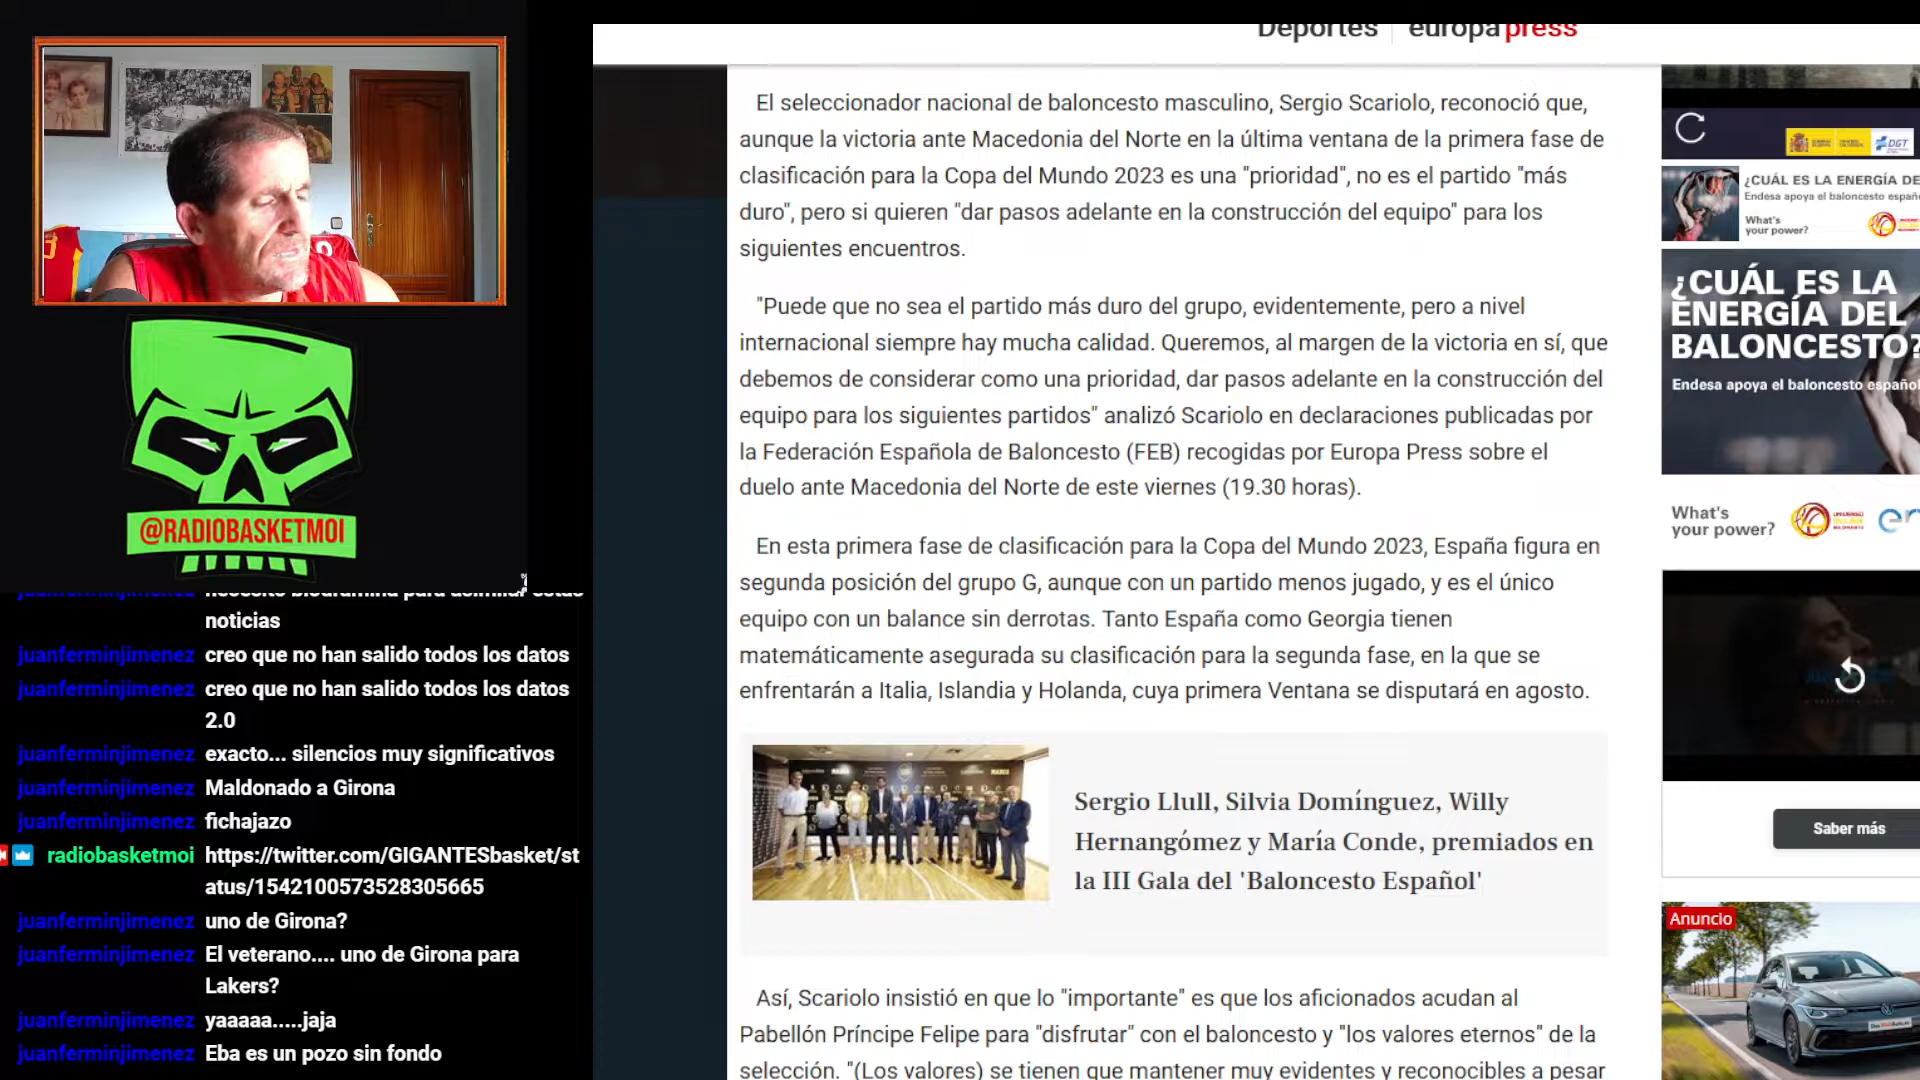 Deportes europa press
El seleccionador nacional de baloncesto masculino, Sergio Scariolo, reconoció que,
aunque la victoria ante Macedonia del Norte en la última ventana de la primera fase de
clasificación para la Copa del Mundo 2023 es una "prioridad", no es el partido "más
duro", pero si quieren "dar pasos adelante en la construcción del equipo" para los
siguientes encuentros.
"Puede que no sea el partido más duro del grupo, evidentemente, pero a nivel
internacional siempre hay mucha calidad. Queremos, al margen de la victoria en sí, que
debemos de considerar como una prioridad, dar pasos adelante en la construcción del
equipo para los siguientes partidos" analizó Scariolo en declaraciones publicadas por
la Federación Española de Baloncesto (FEB) recogidas por Europa Press sobre el
duelo ante Macedonia del Norte de este viernes (19.30 horas).
En esta primera fase de clasificación para la Copa del Mundo 2023, España figura en
segunda posición del grupo G, aunque con un partido menos jugado, y es el único
equipo con un balance sin derrotas. Tanto España como Georgia tienen
matemáticamente asegurada su clasificación para la segunda fase, en la que se
enfrentarán a Italia, Islandia y Holanda, cuya primera Ventana se disputará en agosto.
Sergio Llull, Silvia Domínguez, Willy
Hernangómez y María Conde, premiados en
la III Gala del 'Baloncesto Español'
Así, Scariolo insistió en que lo "importante" es que los aficionados acudan al
Pabellón Príncipe Felipe para "disfrutar" con el baloncesto y "los valores eternos" de la
selección. "(Los valores) se tienen que mantener muy evidentes y reconocibles a pesar
@RADIOBASKETMOI
juanferminjimenez necesito biodramina para asimilar estas
noticias
juanferminjimenez creo que no han salido todos los datos
juanferminjimenez creo que no han salido todos los datos
2.0
juanferminjimenez exacto... silencios muy significativos
juanferminjimenez Maldonado a Girona
juanferminjimenez fichajazo
radiobasketmoi https://twitter.com/GIGANTESbasket/st
atus/1542100573528305665
juanferminjimenez uno de Girona?
juanferminjimenez El veterano.... uno de Girona para
Lakers?
juanferminjimenez yaaaaa.....jaja
juanferminjimenez Eba es un pozo sin fondo
DGT
¿CUÁL ES LA ENERGÍA DE
Endesa apoya el baloncesto españo
What's
your power?
¿CUÁL ES LA
ENERGÍA DEL
BALONCESTO?
Endesa apoya el baloncesto español
What's
your power?
Saber más
Anuncio